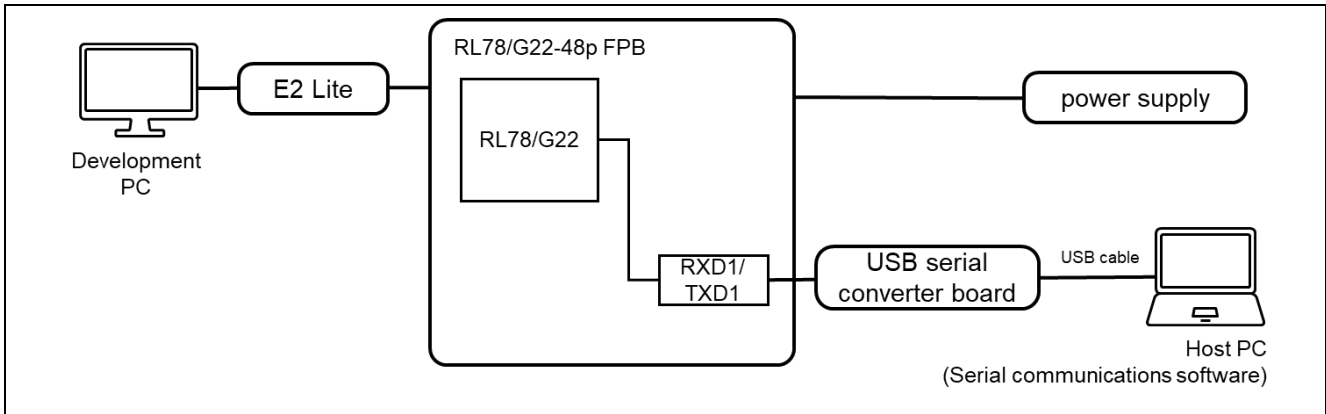 RL78/G22-48p FPB
E2 Lite
power supply
RL78/G22
Development
PC
RXD1/
TXD1
USB serial
converter board
USB cable
Host PC
(Serial communications software)